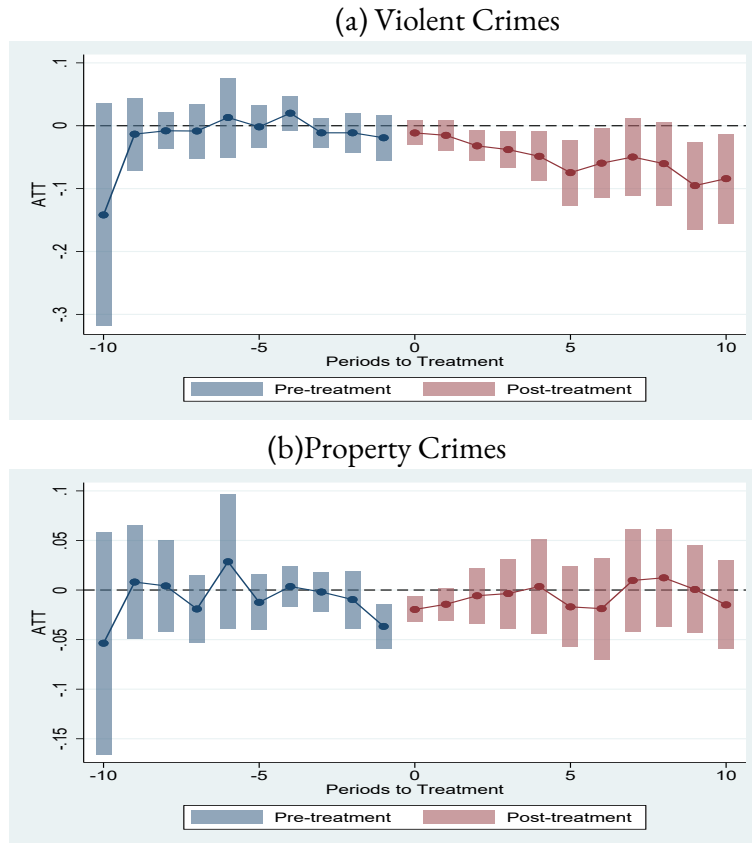 (a) Violent Crimes
.1
0
-.1
-.2
-.3
ATT
-10
-5
0
5
10
Periods to Treatment
Pre-treatment
Post-treatment
(b)Property Crimes
.1
.05
0
-.05
-.1
-.15
ATT
-10
-5
0
5
10
Periods to Treatment
Pre-treatment
Post-treatment